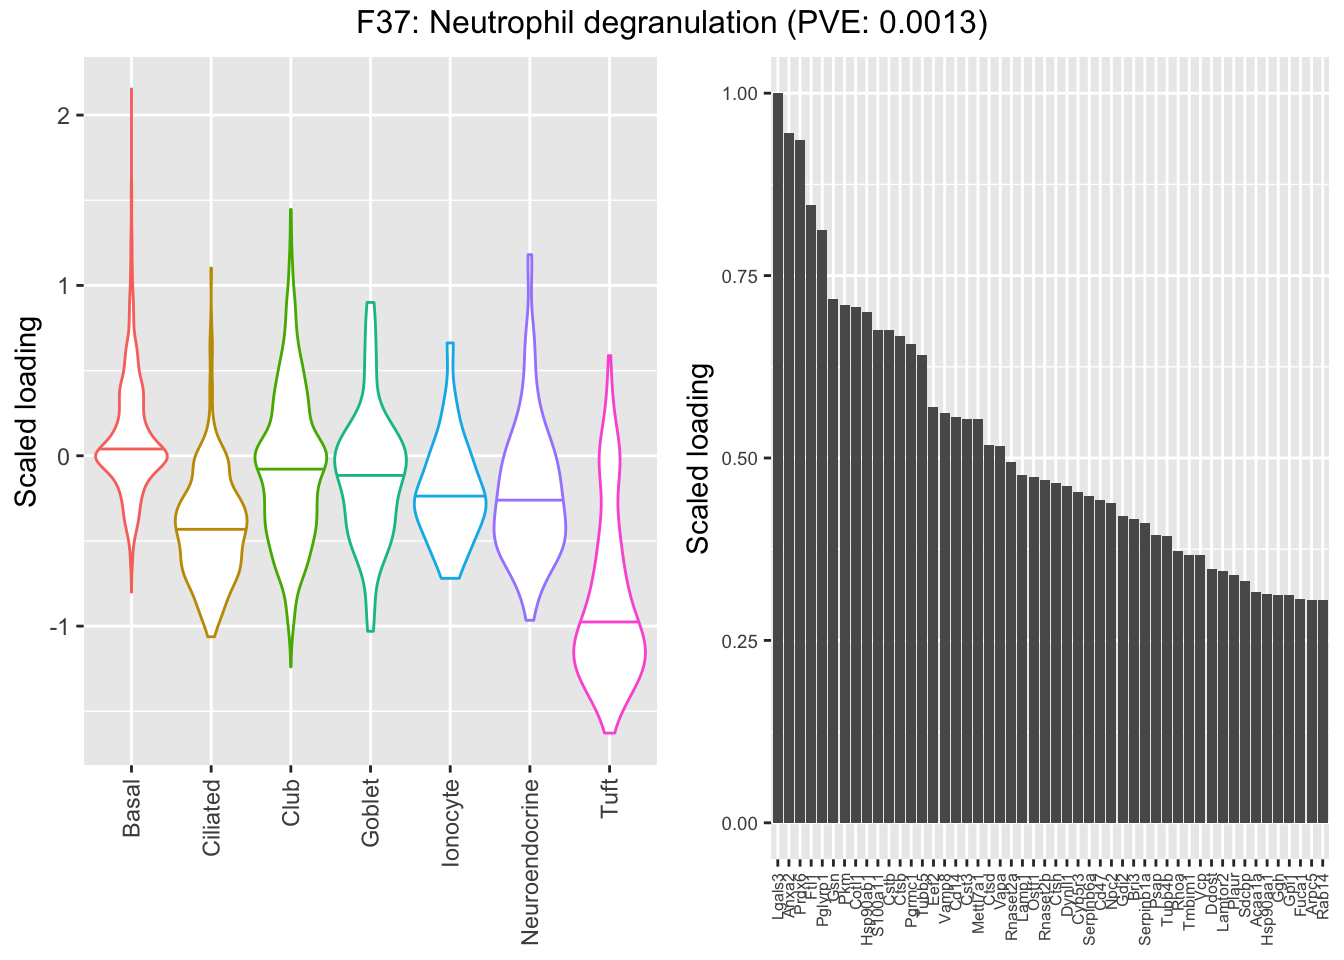 F37: Neutrophil degranulation (PVE: 0.0013)
Scaled loading
2
1
0
-1
Basal
Ciliated
Club
Goblet
Ionocyte
Neuroendocrine
Tuft
Scaled loading
1.00
0.75
0.50
0.25
0.00
Lgals3
Anxa2
Prdx6
Ftl1
Pglyrp1
Gsn
Pkm
Cotl1
Hsp90ab1
S100a11
Cstb
Ctsb
Pgrmc1
Tubb5
Eef2
Vamp8
Cd14
Cst3
Mettl7a1
Ctsd
Vapa
Rnaset2a
Lamp1
Ostf1
Rnaset2b
Ctsh
Dynll1
Cyb5r3
Serpinb6a
Cd47
Npc2
Gdi2
Bri3
Serpinb1a
Psap
Tubb4b
Rhoa
Tmbim1
Vcp
Ddost
Lamtor2
Plaur
Sdcbp
Acaa1a
Hsp90aa1
Ggh
Gpi1
Fuca1
Arpc5
Rab14